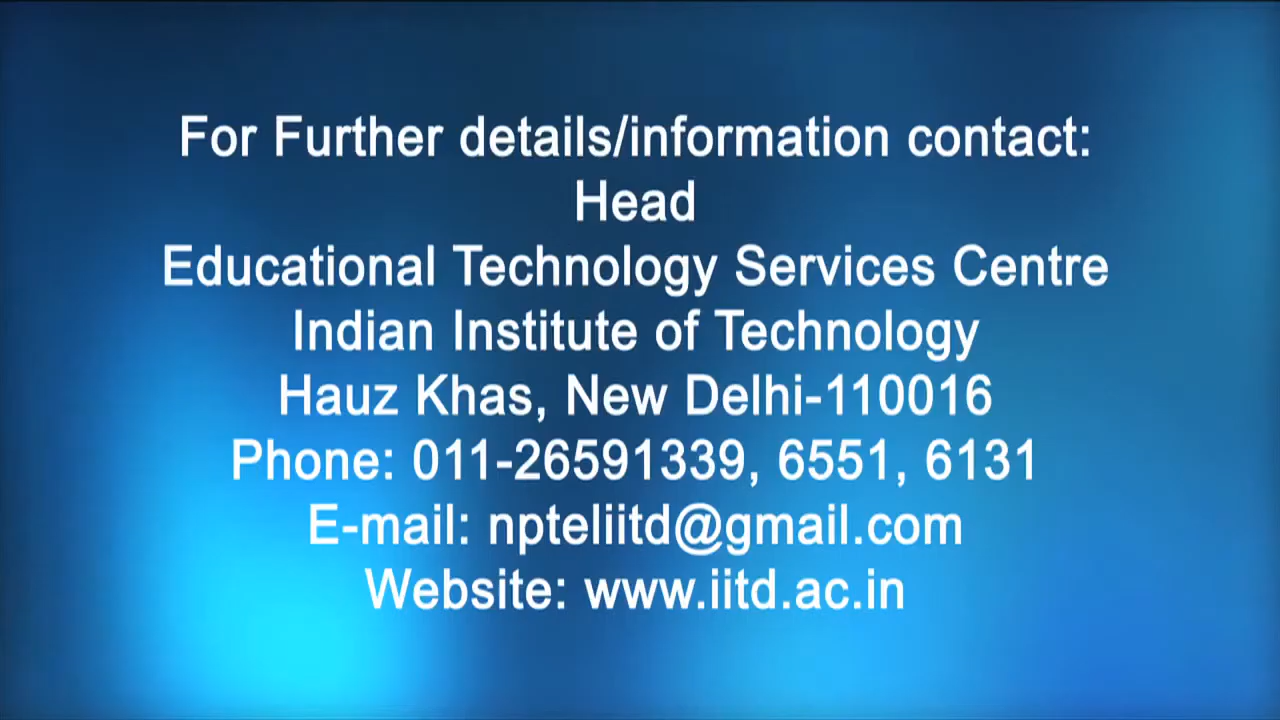 For Further details/information contact:
Head
Educational Technology Services Centre
Indian Institute of Technology
Hauz Khas, New Delhi-110016
Phone: 011-26591339, 6551, 6131
E-mail: npteliitd@gmail.com
Website: www.iitd.ac.in